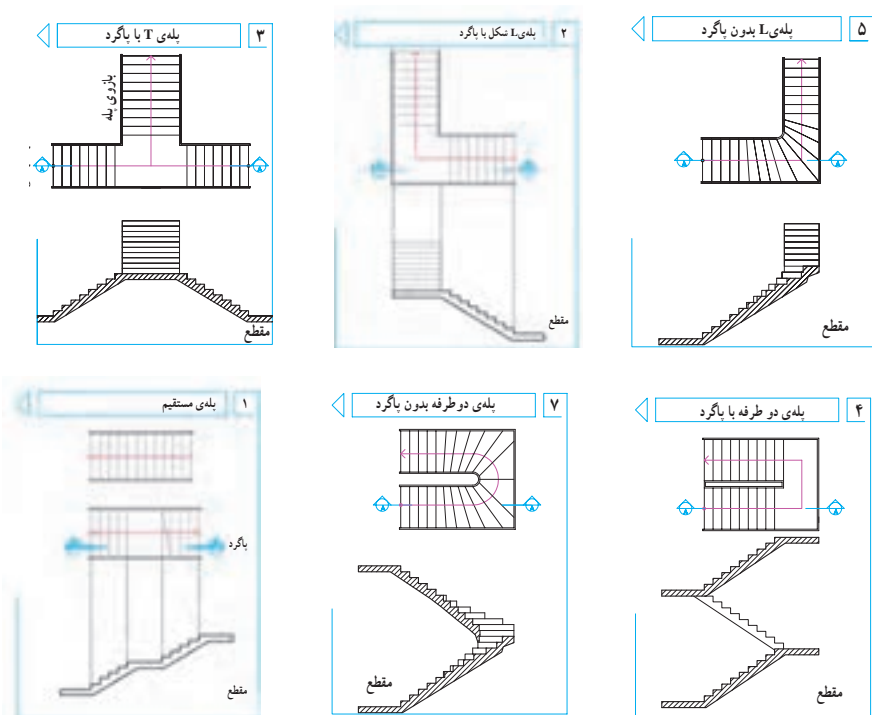 ۳ پله‌ی T با پاگرد
بازوی پله
A A
مقطع
۲ پله‌ی L شکل با پاگرد
مقطع
۵ پله‌ی L بدون پاگرد
A A
مقطع
۱ پله‌ی مستقیم
پاگرد
مقطع
۷ پله‌ی دو طرفه بدون پاگرد
A A
مقطع
۴ پله‌ی دو طرفه با پاگرد
A A
مقطع